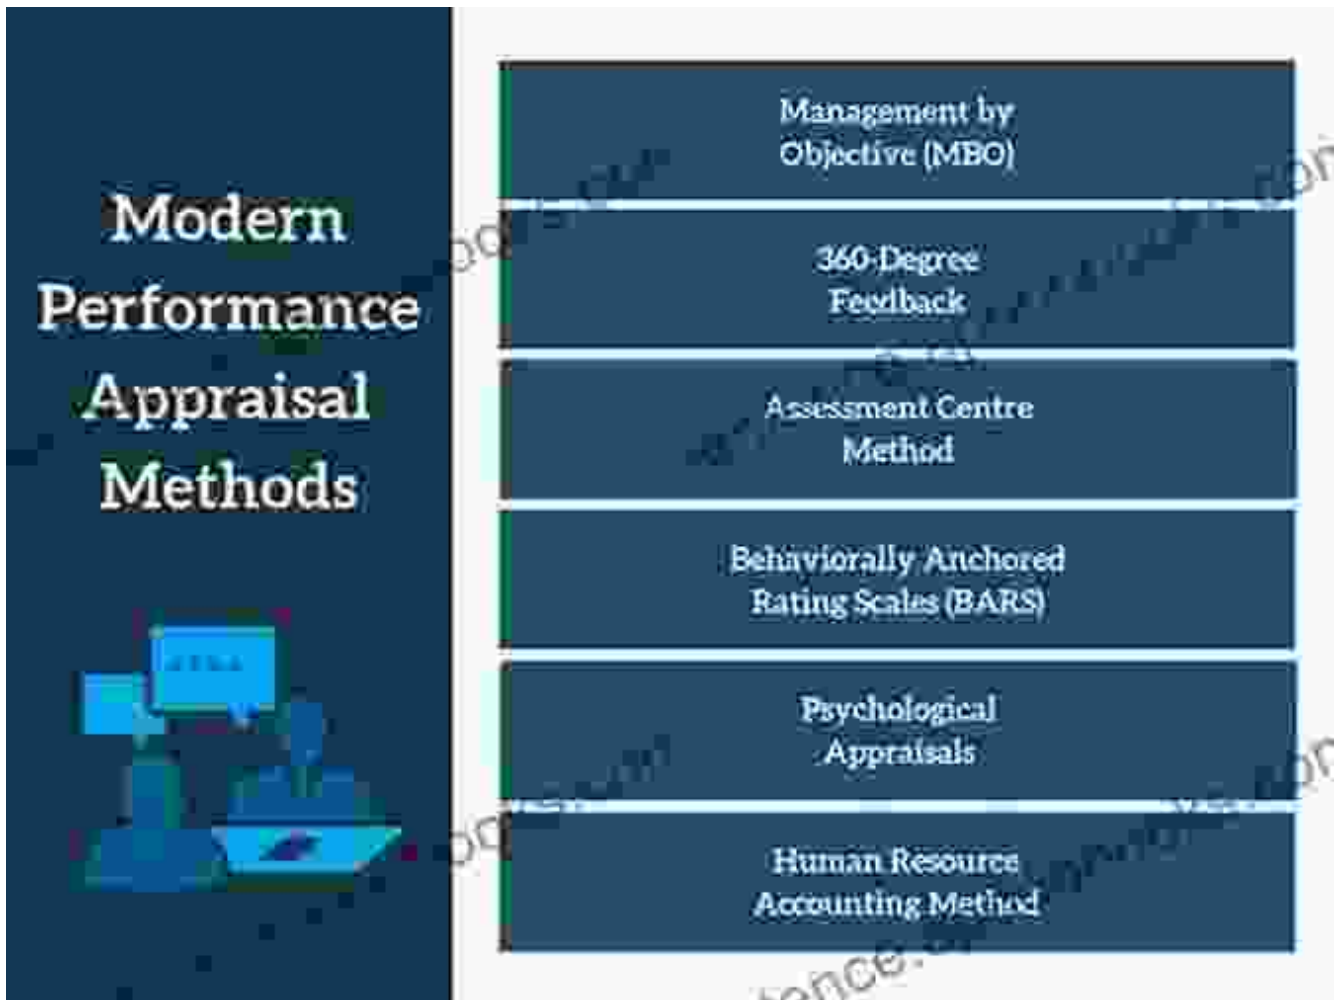 Modern
Performance
Appraisal
Methods
Management by
Objective (MBO)
360-Degree
Feedback
Assessment Centre
Method
Behaviorally Anchored
Rating Scales (BARS)
Psychological
Appraisals
Human Resource
Accounting Method